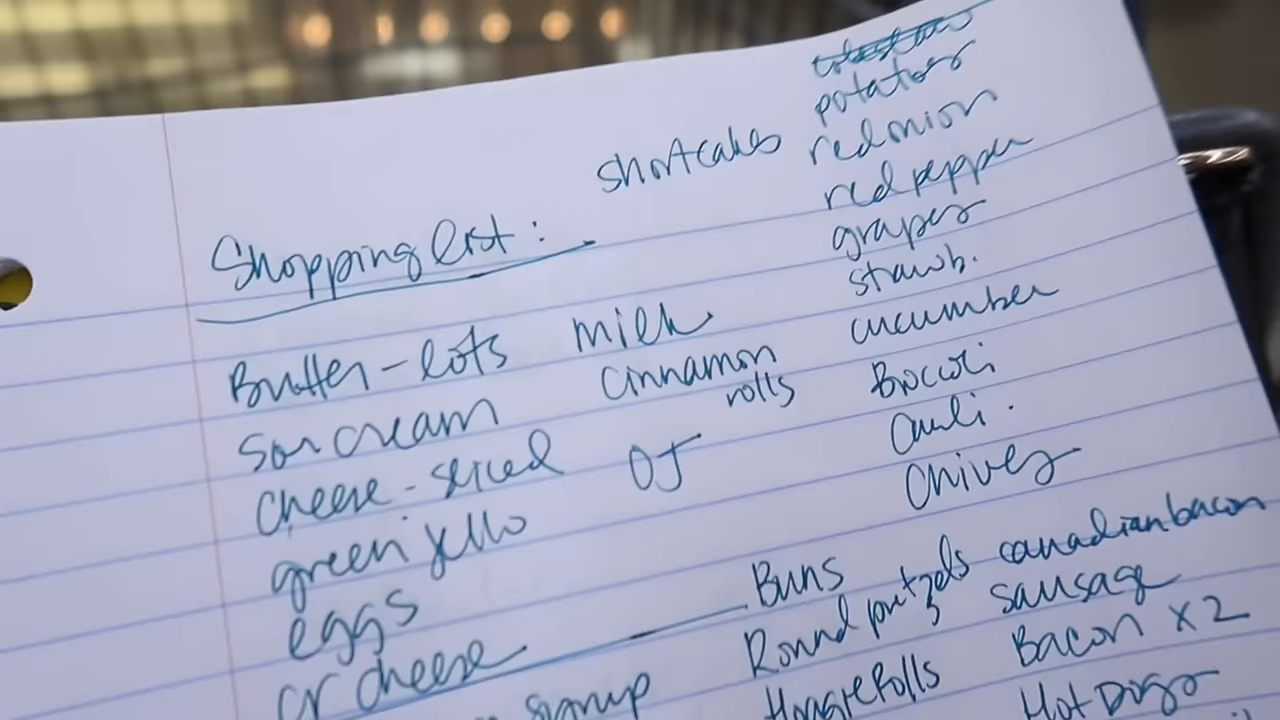 potatoes
shortcakes
red onion
red pepper
Shopping list:
grapes
strawb.
Butter - lots
milk
cucumber
sour cream
cinnamon
rolls
Broccoli
cheese - sliced
OJ
Cauli.
green jello
Chives
eggs
Buns
canadian bacon
cr cheese
Round pretzels
sausage
syrup
Hoagie Rolls
Bacon x 2
Hot Dogs